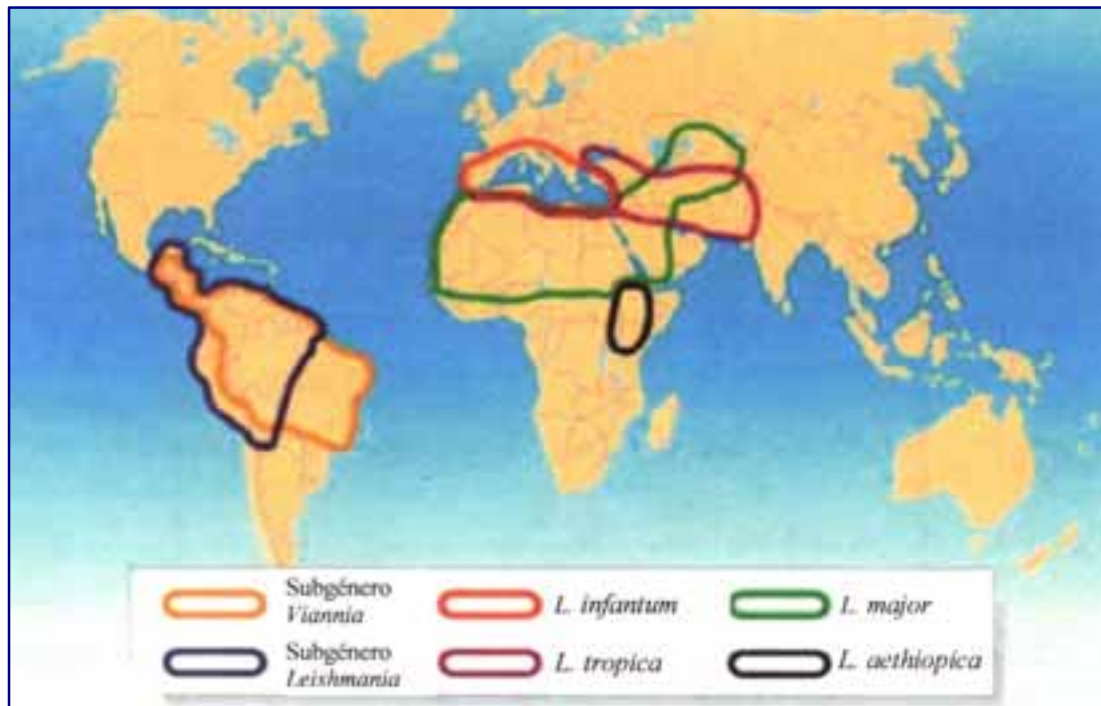 Subgénero
Viannia
L. infantum
L. major
Subgénero
Leishmania
L. tropica
L. aethiopica